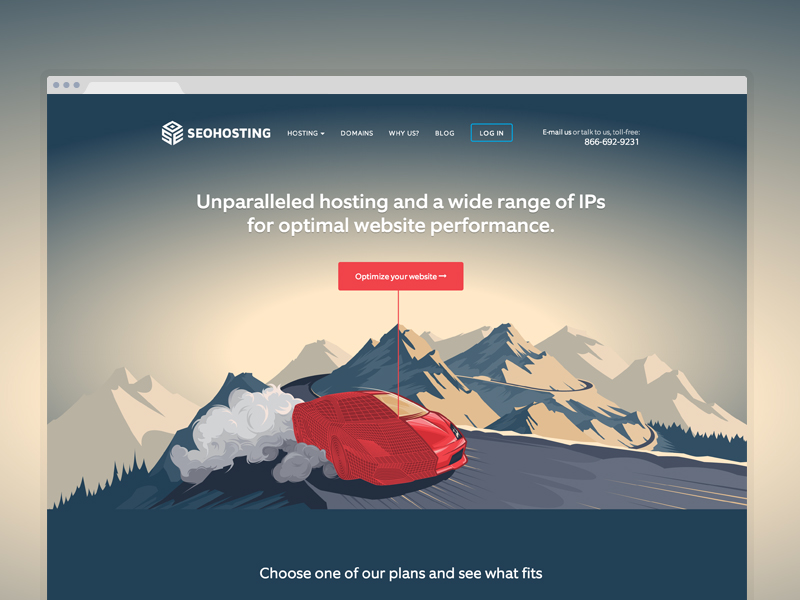 SEOHOSTING
HOSTING DOMAINS WHY US? BLOG LOG IN
E-mail us or talk to us, toll-free:
866-692-9231
Unparalleled hosting and a wide range of IPs
for optimal website performance.
Optimize your website →
Choose one of our plans and see what fits